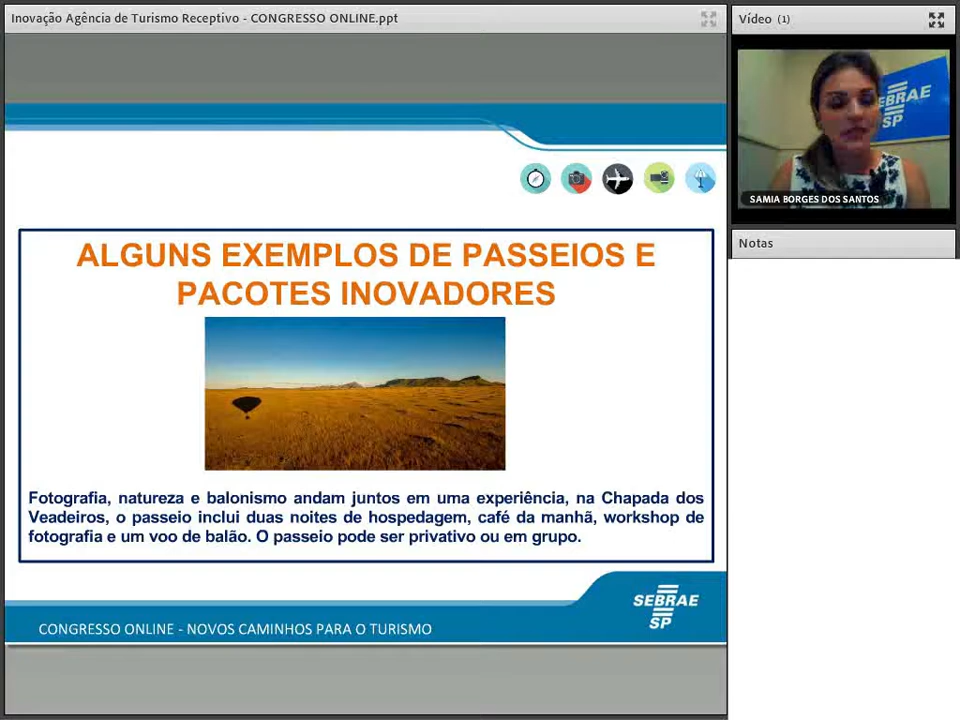 Inovação Agência de Turismo Receptivo - CONGRESSO ONLINE.ppt
Vídeo (1)
SEBRAE
SP
SAMIA BORGES DOS SANTOS
Notas
ALGUNS EXEMPLOS DE PASSEIOS E
PACOTES INOVADORES
Fotografia, natureza e balonismo andam juntos em uma experiência, na Chapada dos
Veadeiros, o passeio inclui duas noites de hospedagem, café da manhã, workshop de
fotografia e um voo de balão. O passeio pode ser privativo ou em grupo.
SEBRAE
SP
CONGRESSO ONLINE - NOVOS CAMINHOS PARA O TURISMO